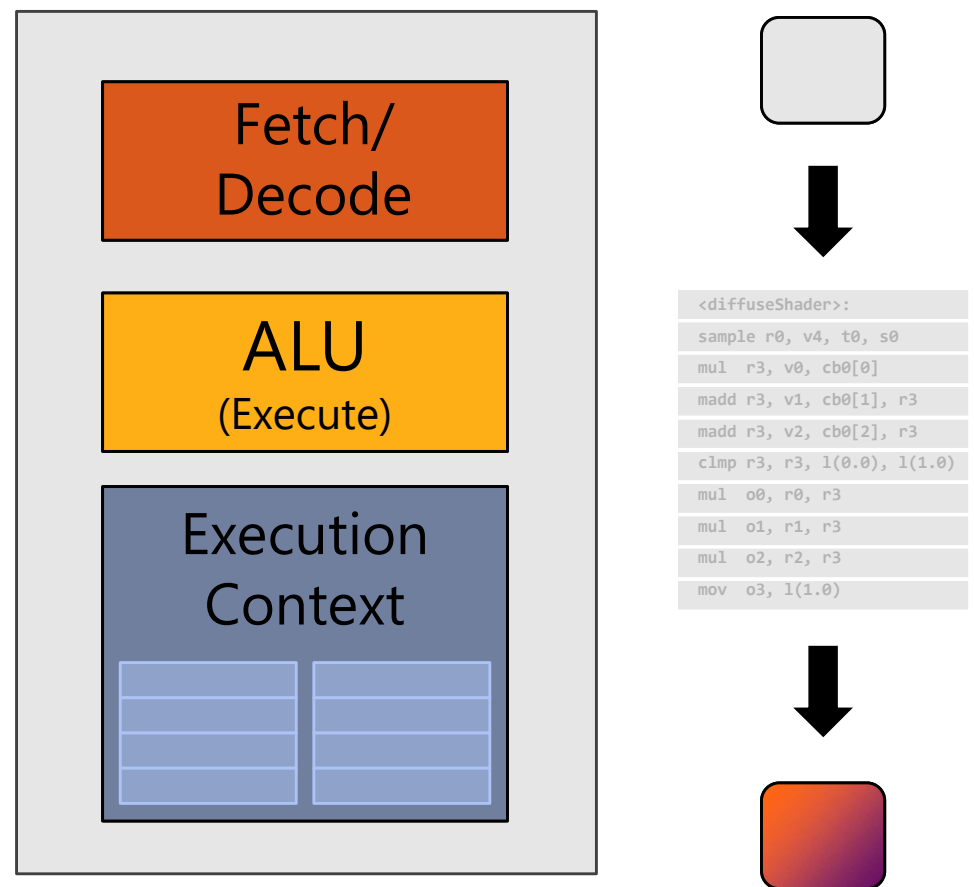 Fetch/
Decode
ALU
(Execute)
Execution
Context
<diffuseShader>:
sample r0, v4, t0, s0
mul  r3, v0, cb0[0]
madd r3, v1, cb0[1], r3
madd r3, v2, cb0[2], r3
clmp r3, r3, l(0.0), l(1.0)
mul  o0, r0, r3
mul  o1, r1, r3
mul  o2, r2, r3
mov  o3, l(1.0)